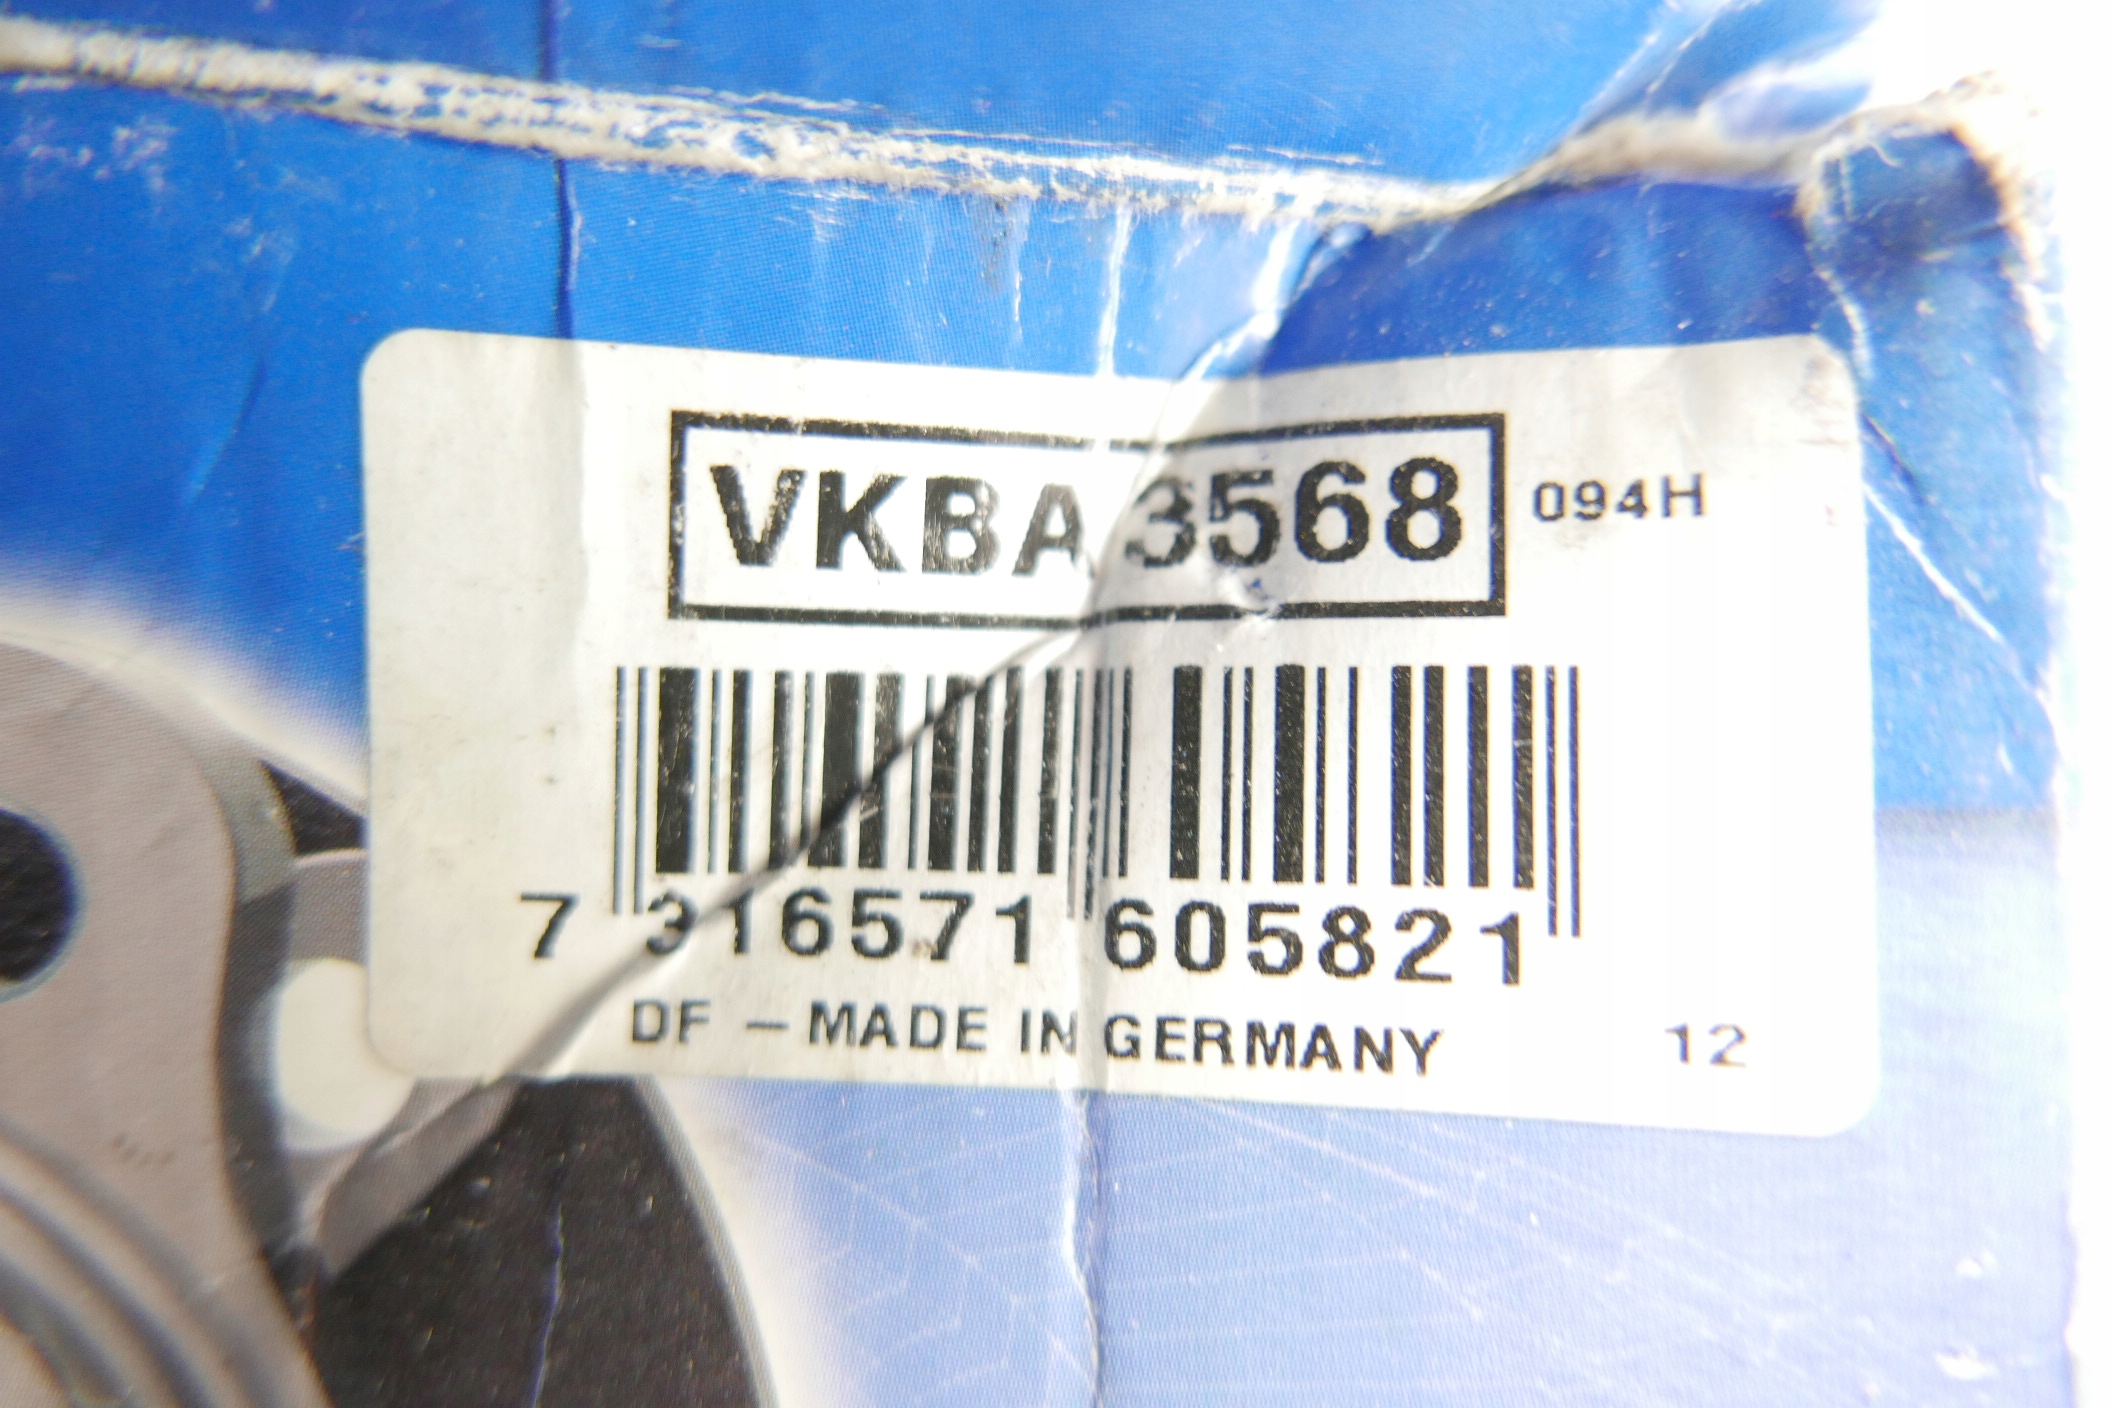 VKBA 3568 094H
7 316571 605821
DF - MADE IN GERMANY 12